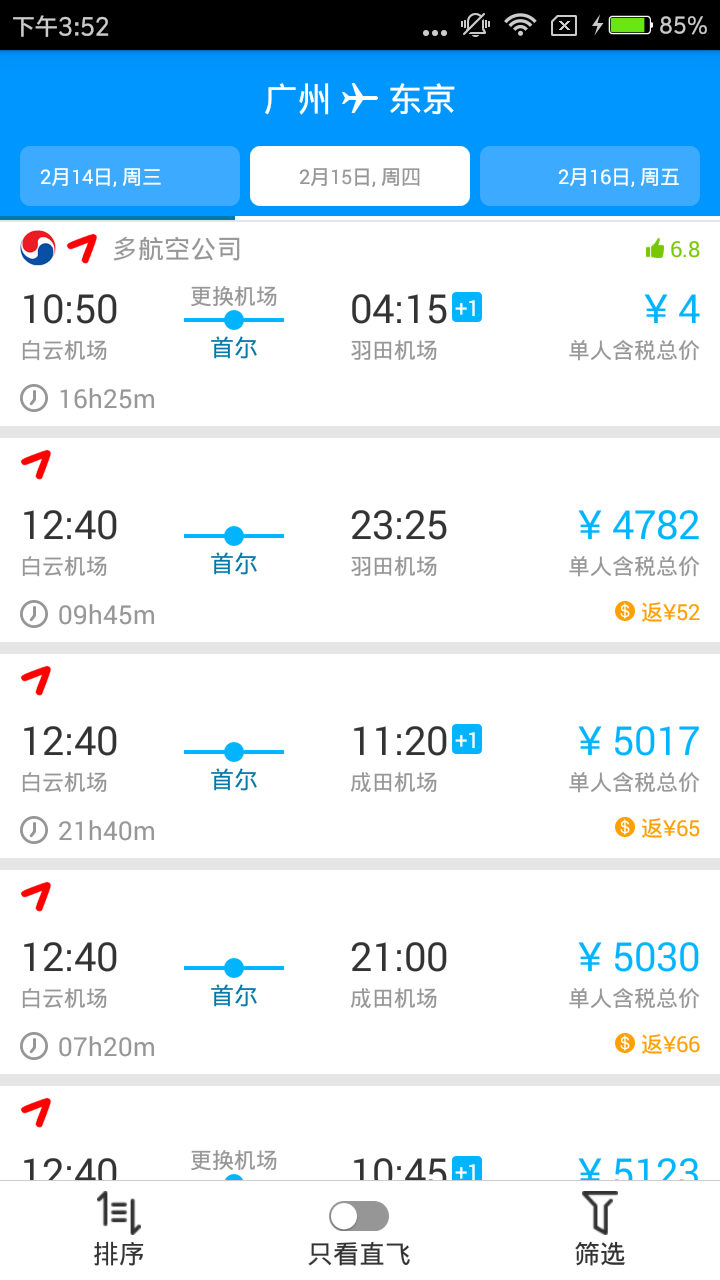 下午3:52
85%
广州 东京
2月14日, 周三 2月15日, 周四 2月16日, 周五
多航空公司 6.8
更换机场
10:50 04:15 +1 ¥ 4
白云机场 首尔 羽田机场 单人含税总价
16h25m
12:40 23:25 ¥ 4782
白云机场 首尔 羽田机场 单人含税总价
09h45m 返¥52
12:40 11:20 +1 ¥ 5017
白云机场 首尔 成田机场 单人含税总价
21h40m 返¥65
12:40 21:00 ¥ 5030
白云机场 首尔 成田机场 单人含税总价
07h20m 返¥66
更换机场
12:40 10:45 +1 ¥ 5123
排序 只看直飞 筛选